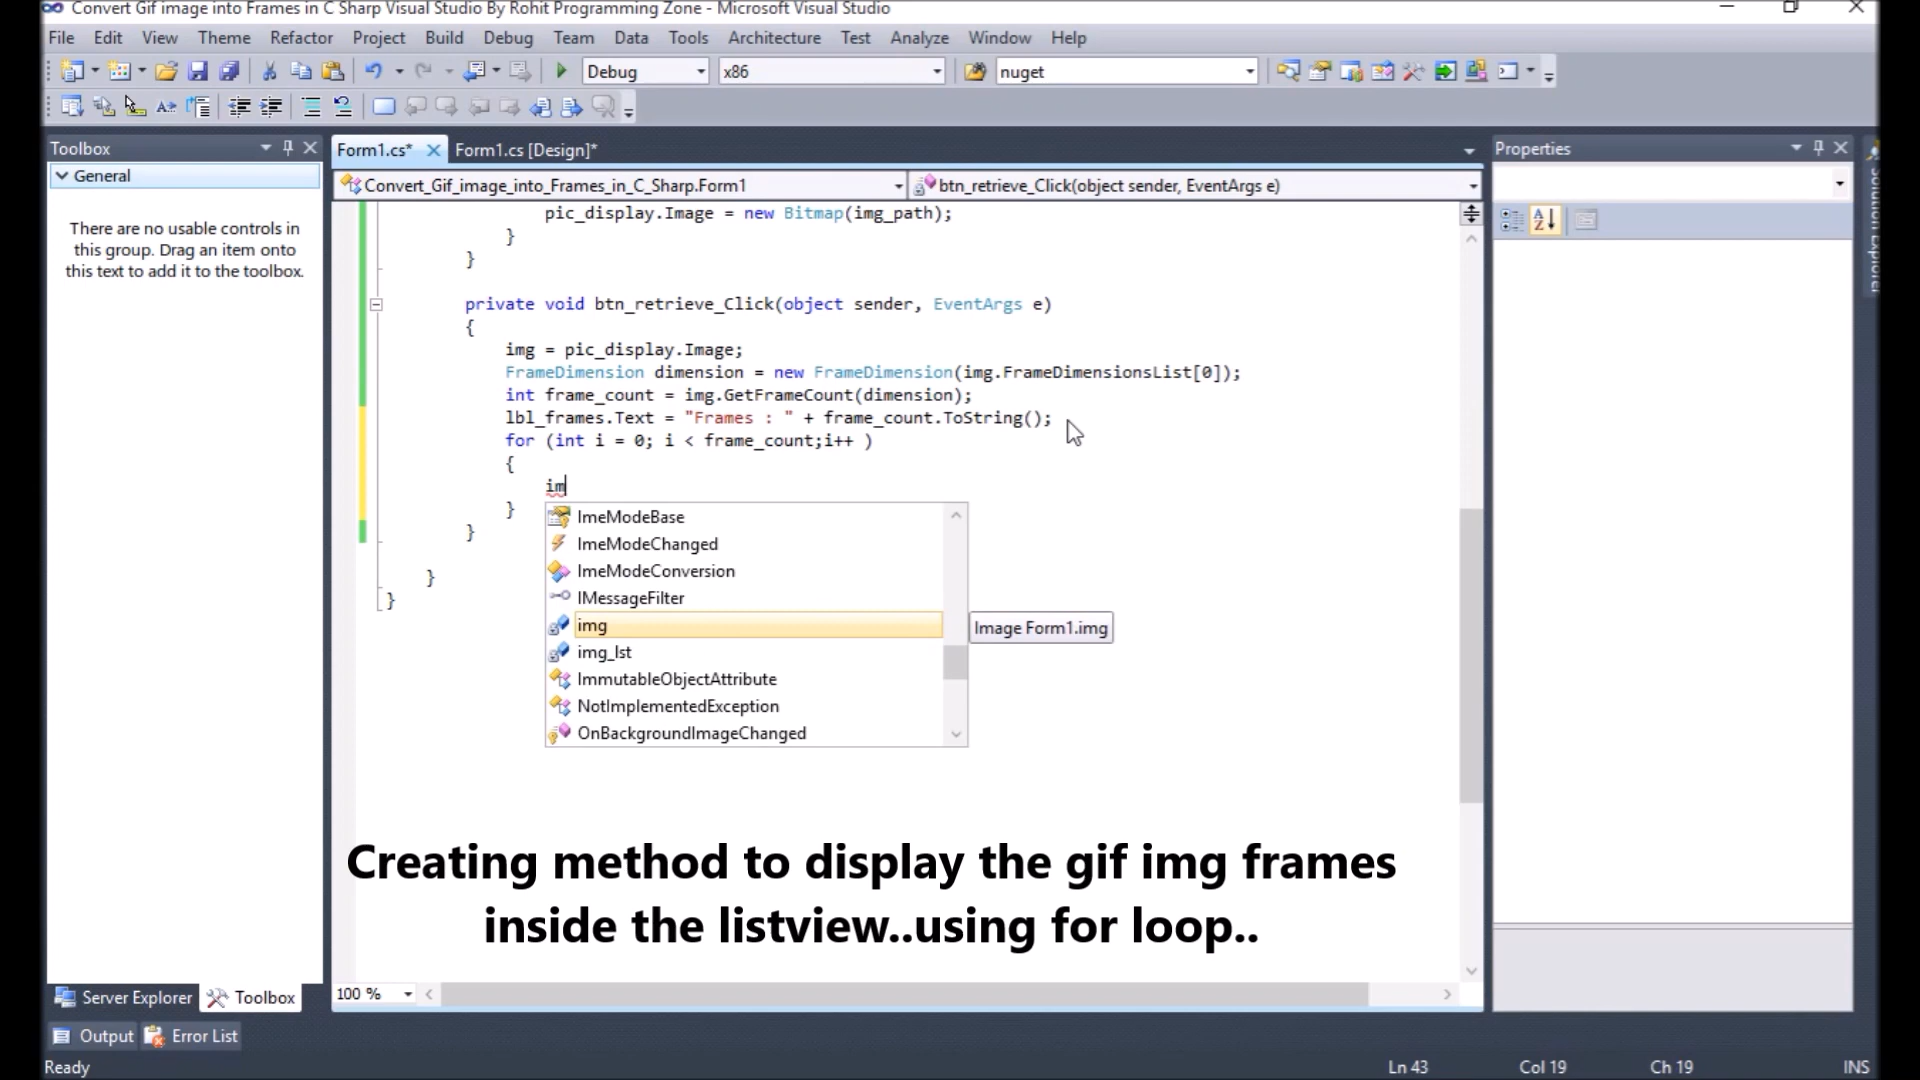 Convert Gif image into Frames in C Sharp Visual Studio By Rohit Programming Zone - Microsoft Visual Studio
File Edit View Theme Refactor Project Build Debug Team Data Tools Architecture Test Analyze Window Help
Debug x86 nuget
Toolbox
General
There are no usable controls in
this group. Drag an item onto
this text to add it to the toolbox.
Form1.cs* Form1.cs [Design]*
Convert_Gif_image_into_Frames_in_C_Sharp.Form1 btn_retrieve_Click(object sender, EventArgs e)
pic_display.Image = new Bitmap(img_path);
}
}
private void btn_retrieve_Click(object sender, EventArgs e)
{
img = pic_display.Image;
FrameDimension dimension = new FrameDimension(img.FrameDimensionsList[0]);
int frame_count = img.GetFrameCount(dimension);
lbl_frames.Text = "Frames : " + frame_count.ToString();
for (int i = 0; i < frame_count;i++ )
{
im
}
}
}
}
ImeModeBase
ImeModeChanged
ImeModeConversion
IMessageFilter
img
Image Form1.img
img_lst
ImmutableObjectAttribute
NotImplementedException
OnBackgroundImageChanged
Creating method to display the gif img frames
inside the listview..using for loop..
100 %
Properties
Solution Explorer
Server Explorer Toolbox
Output Error List
Ready Ln 43 Col 19 Ch 19 INS